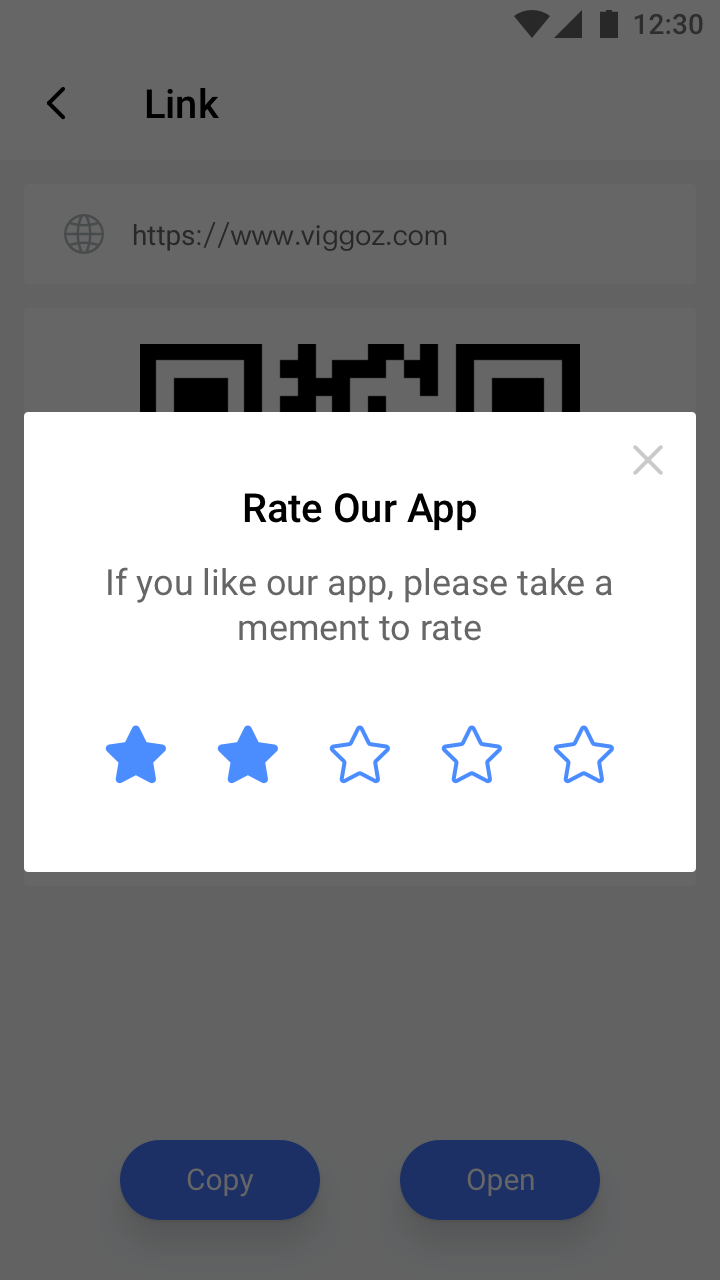 12:30
Link
https://www.viggoz.com
Rate Our App
If you like our app, please take a
mement to rate
Copy
Open